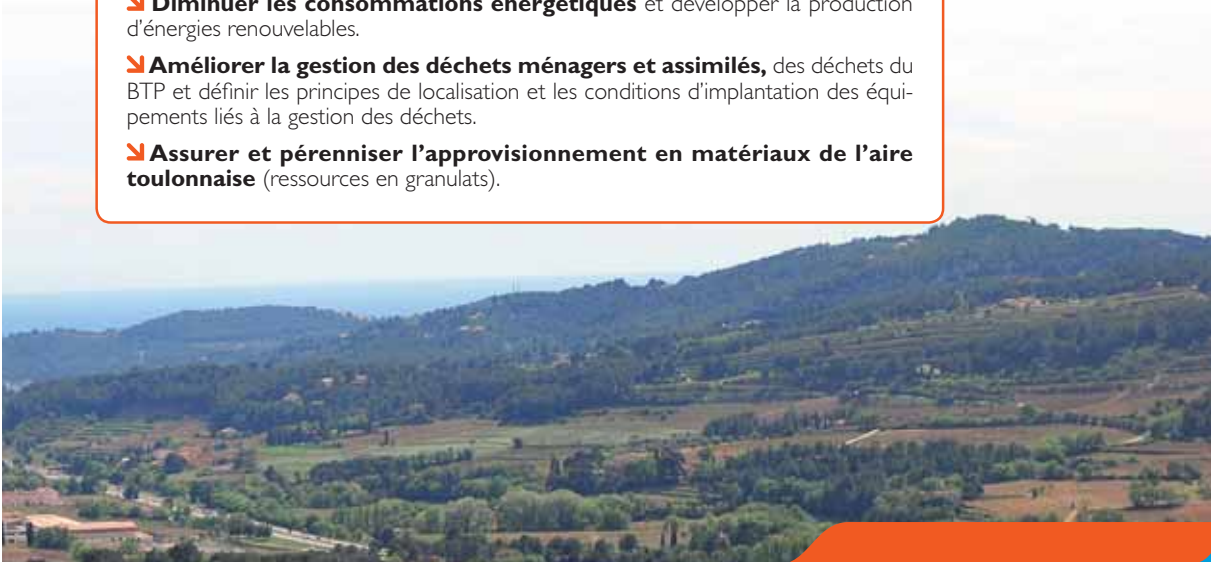 Diminuer les consommations énergétiques et développer la production
d’énergies renouvelables.
Améliorer la gestion des déchets ménagers et assimilés, des déchets du
BTP et définir les principes de localisation et les conditions d’implantation des équi-
pements liés à la gestion des déchets.
Assurer et pérenniser l’approvisionnement en matériaux de l’aire
toulonnaise (ressources en granulats).